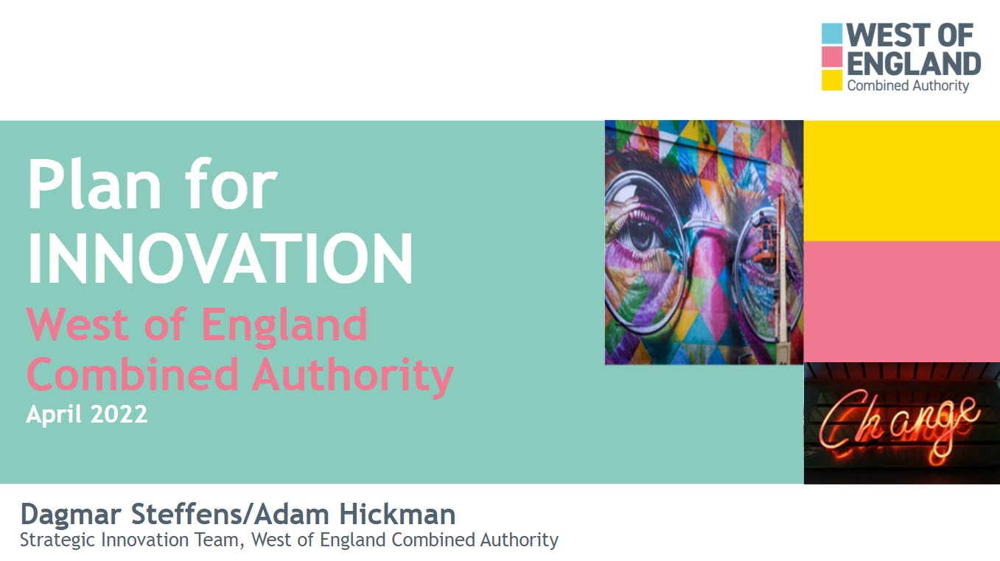 WEST OF
ENGLAND
Combined Authority
Plan for
INNOVATION
West of England
Combined Authority
April 2022
Change
Dagmar Steffens/Adam Hickman
Strategic Innovation Team, West of England Combined Authority